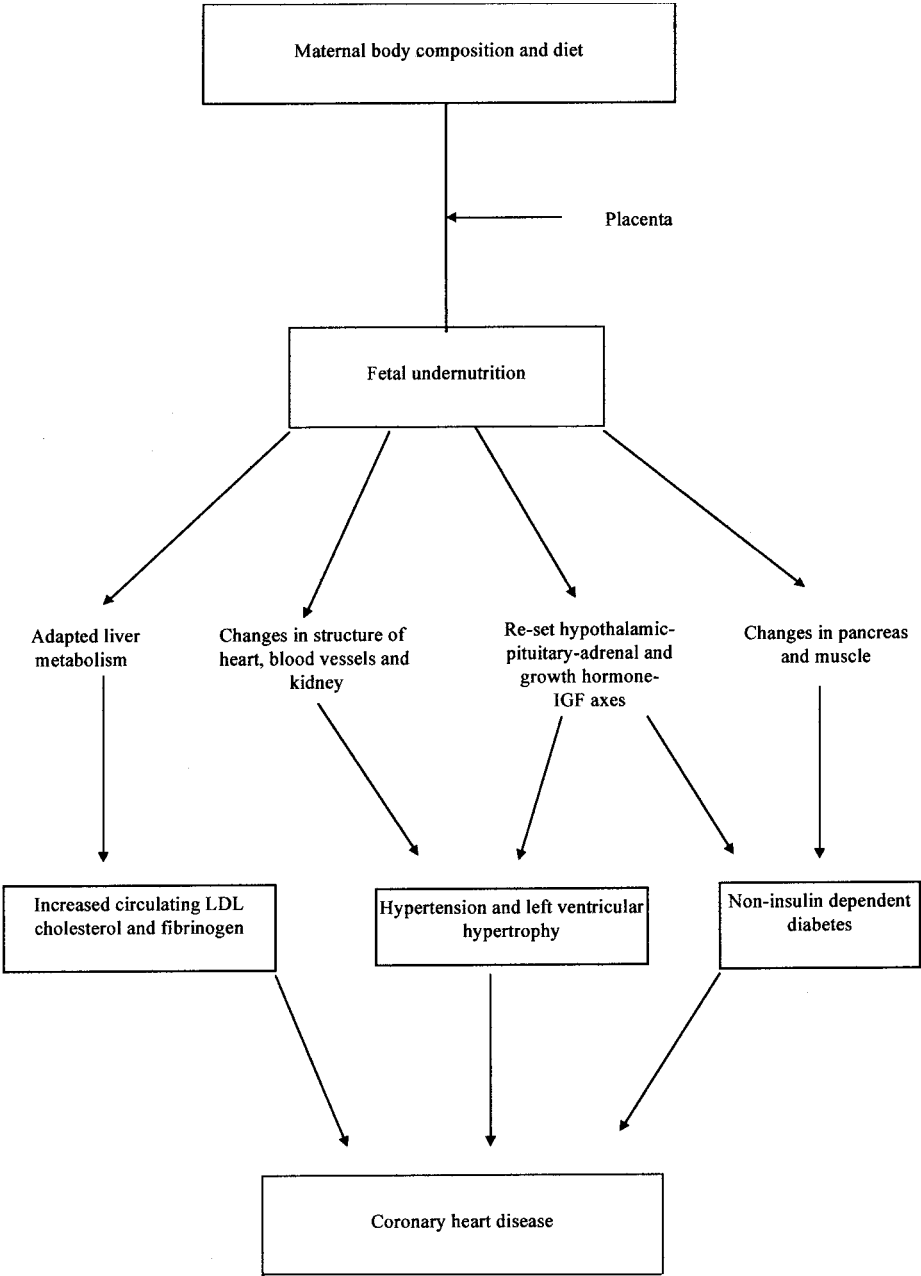 Maternal body composition and diet
Placenta
Fetal undernutrition
Adapted liver
metabolism
Changes in structure of
heart, blood vessels and
kidney
Re-set hypothalamic-
pituitary-adrenal and
growth hormone-
IGF axes
Changes in pancreas
and muscle
Increased circulating LDL
cholesterol and fibrinogen
Hypertension and left ventricular
hypertrophy
Non-insulin dependent
diabetes
Coronary heart disease